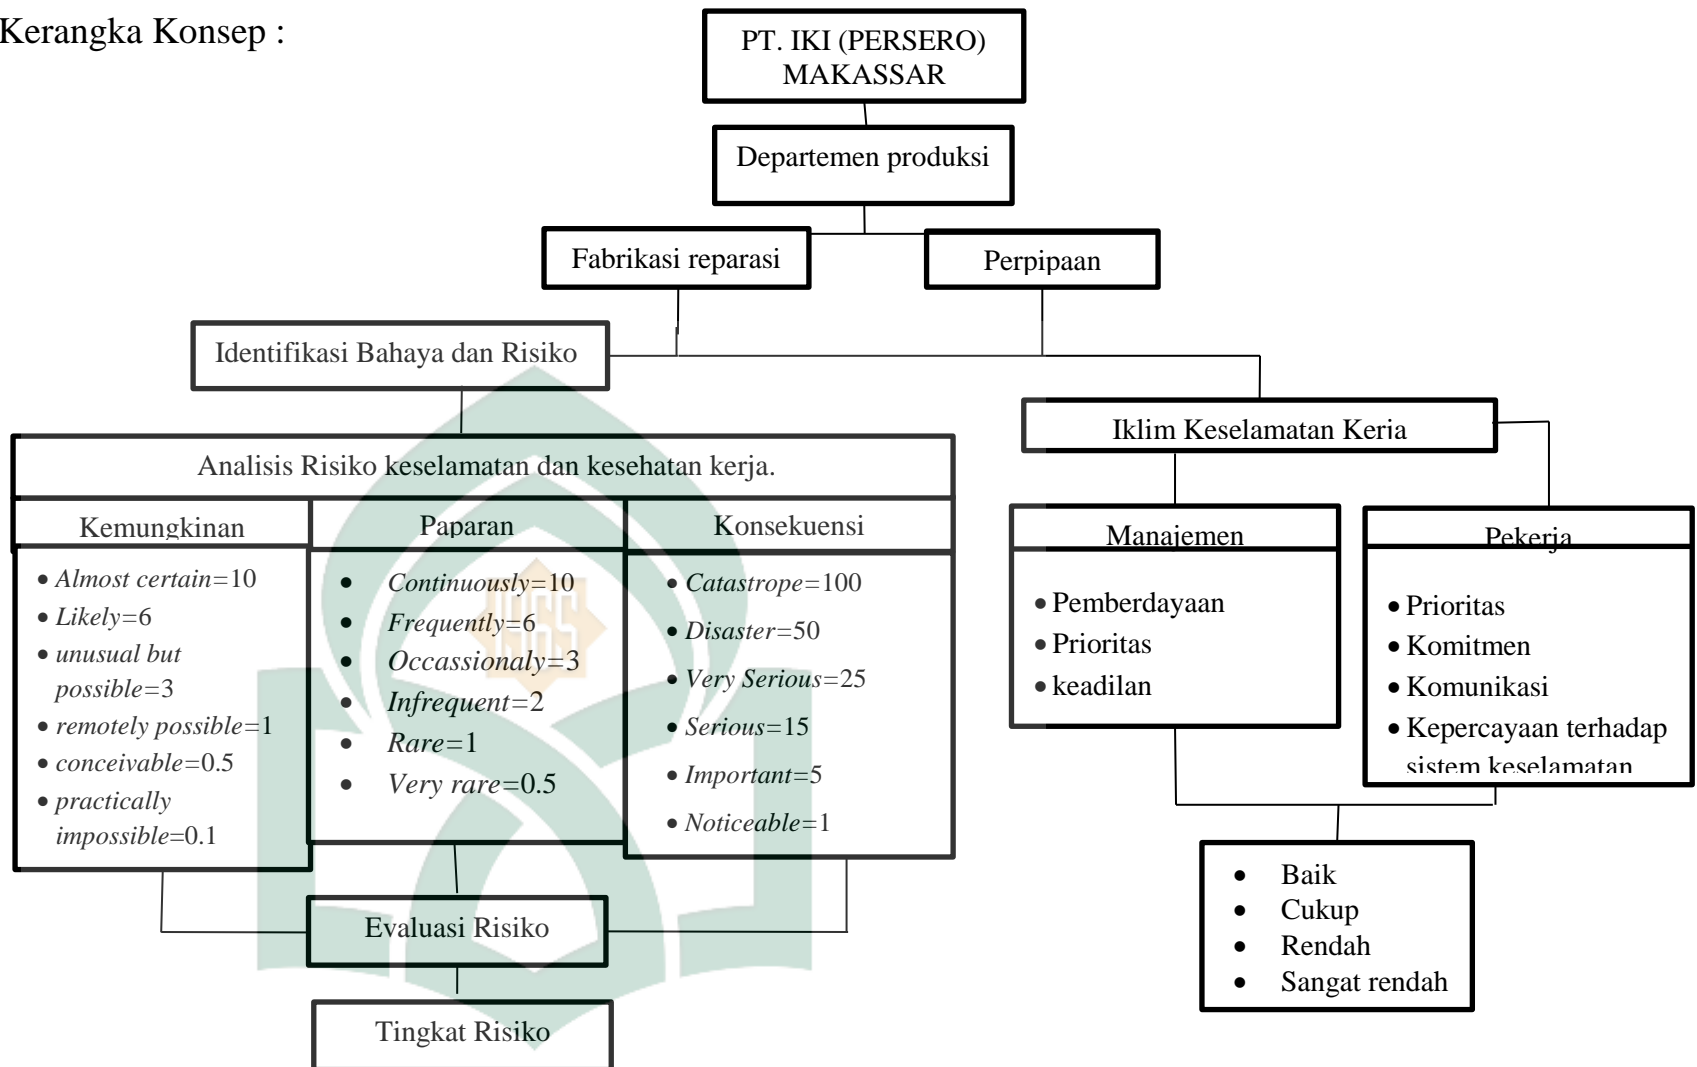 Kerangka Konsep :
PT. IKI (PERSERO)
MAKASSAR
Departemen produksi
Fabrikasi reparasi
Perpipaan
Identifikasi Bahaya dan Risiko
Analisis Risiko keselamatan dan kesehatan kerja.
Kemungkinan
• Almost certain=10
• Likely=6
• unusual but
possible=3
• remotely possible=1
• conceivable=0.5
• practically
impossible=0.1
Paparan
• Continuously=10
• Frequently=6
• Occassionaly=3
• Infrequent=2
• Rare=1
• Very rare=0.5
Konsekuensi
• Catastrope=100
• Disaster=50
• Very Serious=25
• Serious=15
• Important=5
• Noticeable=1
Evaluasi Risiko
Tingkat Risiko
Iklim Keselamatan Kerja
Manajemen
• Pemberdayaan
• Prioritas
• keadilan
Pekerja
• Prioritas
• Komitmen
• Komunikasi
• Kepercayaan terhadap
sistem keselamatan
• Baik
• Cukup
• Rendah
• Sangat rendah
1965